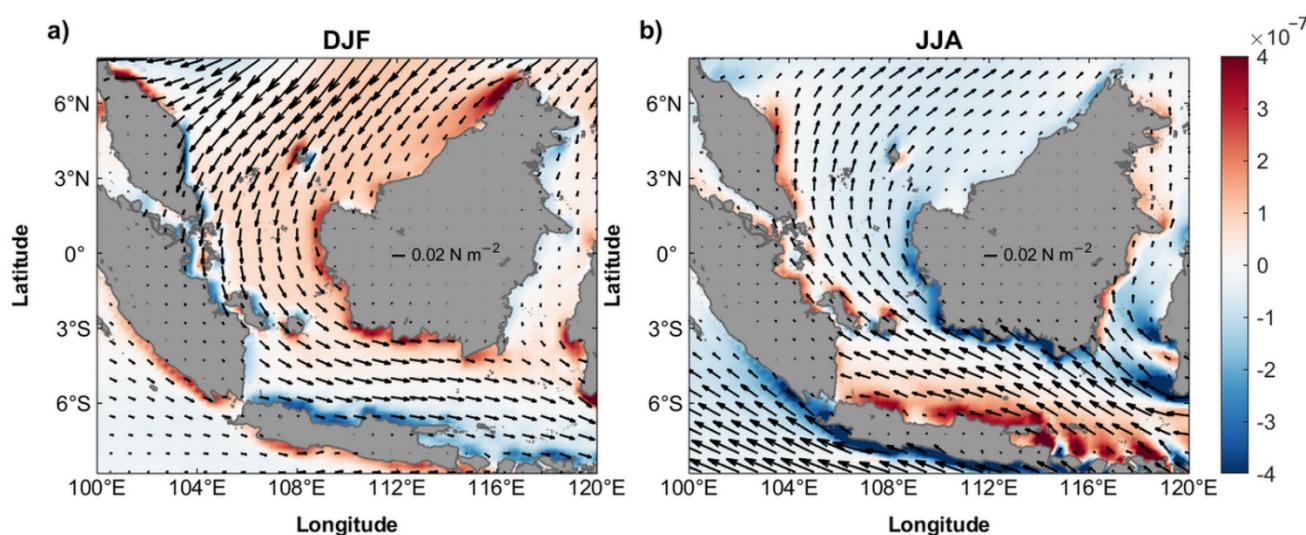 a)
DJF
6°N
3°N
0°
3°S
6°S
Latitude
0.02 N m⁻²
100°E 104°E 108°E 112°E 116°E 120°E
Longitude
b)
JJA
6°N
3°N
0°
3°S
6°S
Latitude
0.02 N m⁻²
100°E 104°E 108°E 112°E 116°E 120°E
Longitude
×10⁻⁷
4
3
2
1
0
-1
-2
-3
-4